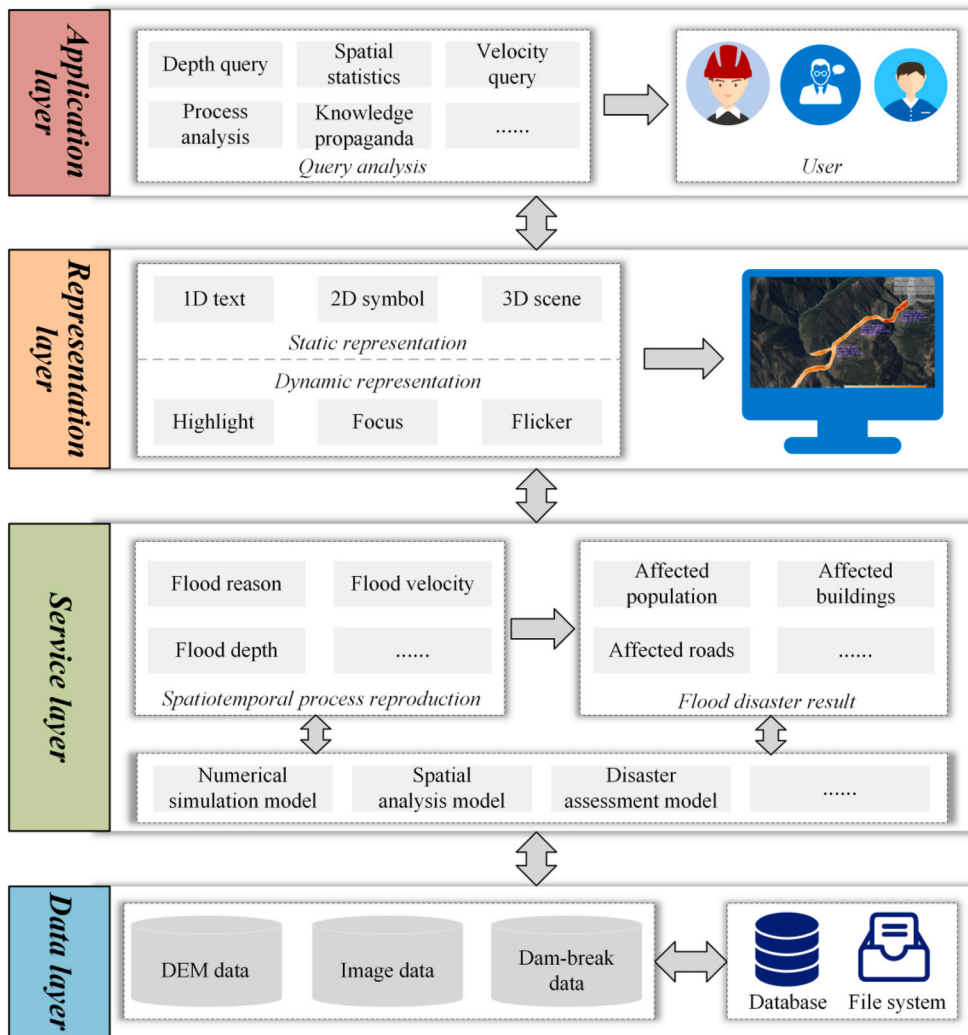 Application
layer
Depth query
Spatial
statistics
Velocity
query
Process
analysis
Knowledge
propaganda
......
Query analysis
User
Representation
layer
1D text
2D symbol
3D scene
Static representation
Dynamic representation
Highlight
Focus
Flicker
Service layer
Flood reason
Flood velocity
Flood depth
......
Spatiotemporal process reproduction
Affected
population
Affected
buildings
Affected roads
......
Flood disaster result
Numerical
simulation model
Spatial
analysis model
Disaster
assessment model
......
Data layer
DEM data
Image data
Dam-break
data
Database
File system